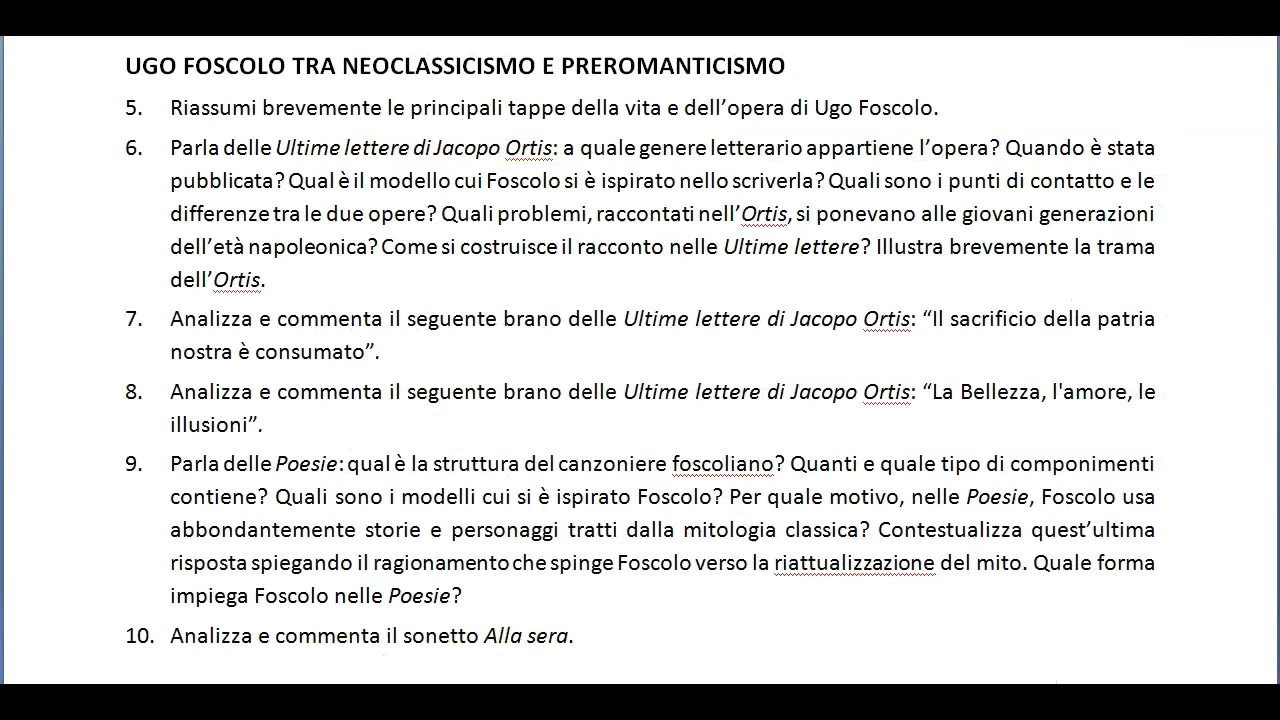 UGO FOSCOLO TRA NEOCLASSICISMO E PREROMANTICISMO
5. Riassumi brevemente le principali tappe della vita e dell’opera di Ugo Foscolo.
6. Parla delle Ultime lettere di Jacopo Ortis: a quale genere letterario appartiene l’opera? Quando è stata
pubblicata? Qual è il modello cui Foscolo si è ispirato nello scriverla? Quali sono i punti di contatto e le
differenze tra le due opere? Quali problemi, raccontati nell’Ortis, si ponevano alle giovani generazioni
dell’età napoleonica? Come si costruisce il racconto nelle Ultime lettere? Illustra brevemente la trama
dell’Ortis.
7. Analizza e commenta il seguente brano delle Ultime lettere di Jacopo Ortis: “Il sacrificio della patria
nostra è consumato”.
8. Analizza e commenta il seguente brano delle Ultime lettere di Jacopo Ortis: “La Bellezza, l'amore, le
illusioni”.
9. Parla delle Poesie: qual è la struttura del canzoniere foscoliano? Quanti e quale tipo di componimenti
contiene? Quali sono i modelli cui si è ispirato Foscolo? Per quale motivo, nelle Poesie, Foscolo usa
abbondantemente storie e personaggi tratti dalla mitologia classica? Contestualizza quest’ultima
risposta spiegando il ragionamento che spinge Foscolo verso la riattualizzazione del mito. Quale forma
impiega Foscolo nelle Poesie?
10. Analizza e commenta il sonetto Alla sera.